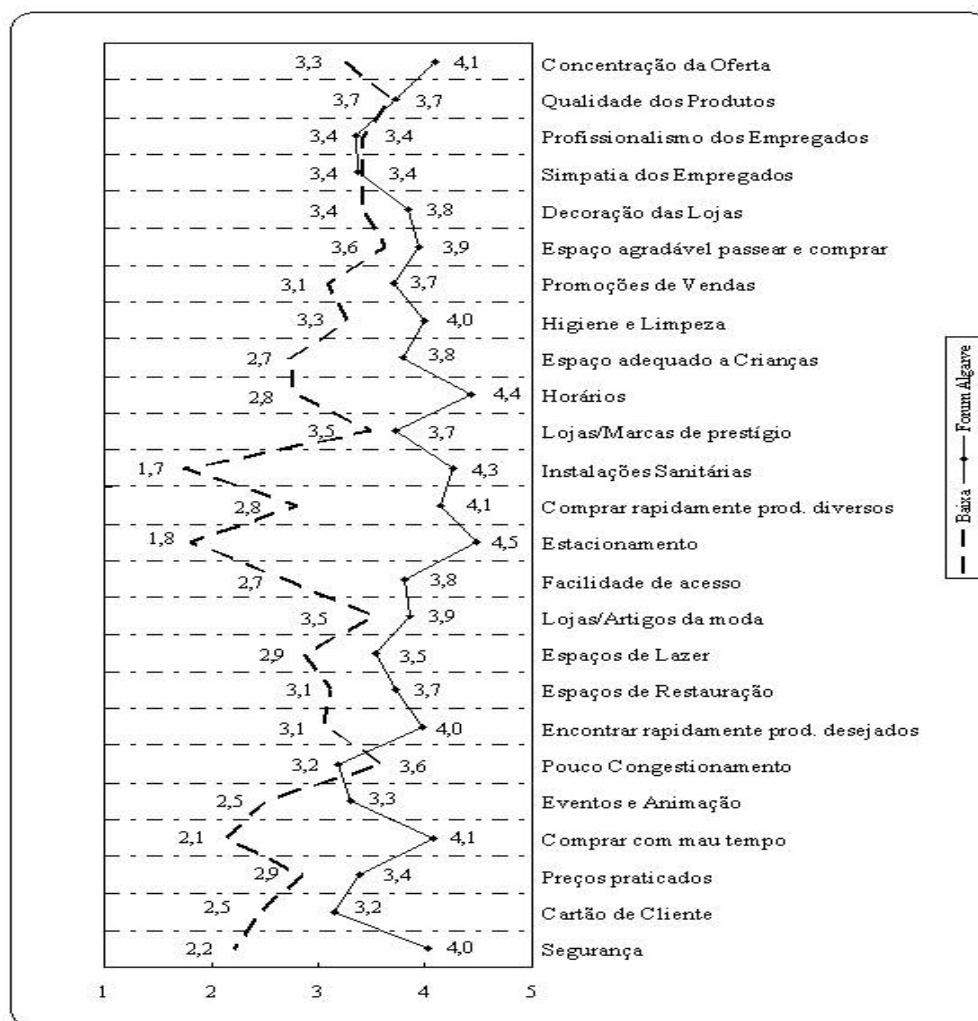 3,3 4,1 Concentração da Oferta
3,7 3,7 Qualidade dos Produtos
3,4 3,4 Profissionalismo dos Empregados
3,4 3,4 Simpatia dos Empregados
3,4 3,8 Decoração das Lojas
3,6 3,9 Espaço agradável passear e comprar
3,1 3,7 Promoções de Vendas
3,3 4,0 Higiene e Limpeza
2,7 3,8 Espaço adequado a Crianças
2,8 4,4 Horários
3,5 3,7 Lojas/Marcas de prestígio
1,7 4,3 Instalações Sanitárias
2,8 4,1 Comprar rapidamente prod. diversos
1,8 4,5 Estacionamento
2,7 3,8 Facilidade de acesso
3,5 3,9 Lojas/Artigos da moda
2,9 3,5 Espaços de Lazer
3,1 3,7 Espaços de Restauração
3,1 4,0 Encontrar rapidamente prod. desejados
3,2 3,6 Pouco Congestionamento
2,5 3,3 Eventos e Animação
2,1 4,1 Comprar com mau tempo
2,9 3,4 Preços praticados
2,5 3,2 Cartão de Cliente
2,2 4,0 Segurança
1 2 3 4 5
Baixa Forum Algarve